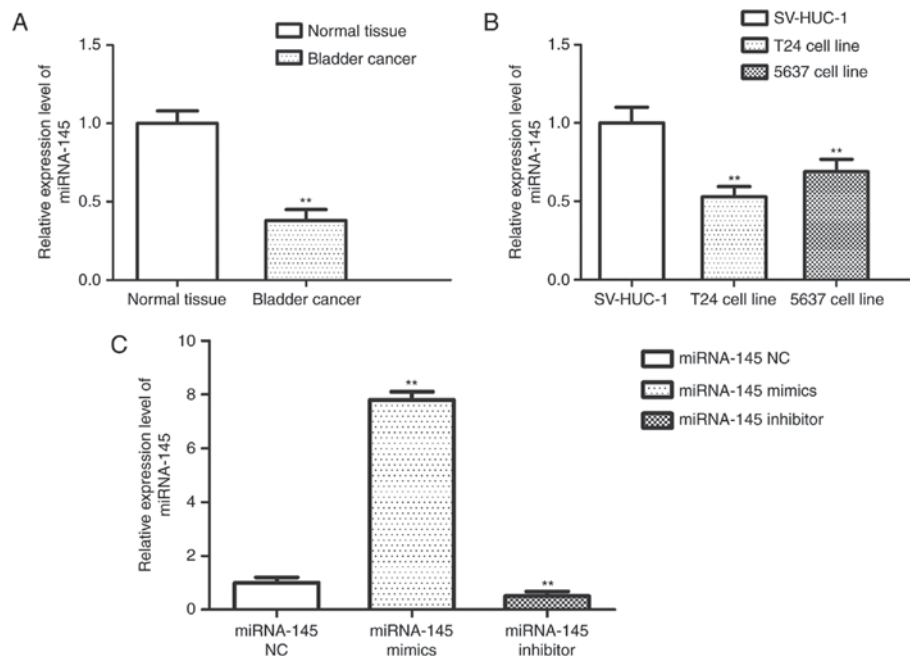 A
Normal tissue
Bladder cancer
Relative expression level of
miRNA-145
1.5
1.0
0.5
0.0
**
Normal tissue
Bladder cancer
B
SV-HUC-1
T24 cell line
5637 cell line
Relative expression level of
miRNA-145
1.5
1.0
0.5
0.0
**
**
SV-HUC-1
T24 cell line
5637 cell line
C
miRNA-145 NC
miRNA-145 mimics
miRNA-145 inhibitor
Relative expression level of
miRNA-145
10
8
6
4
2
0
**
**
miRNA-145
NC
miRNA-145
mimics
miRNA-145
inhibitor